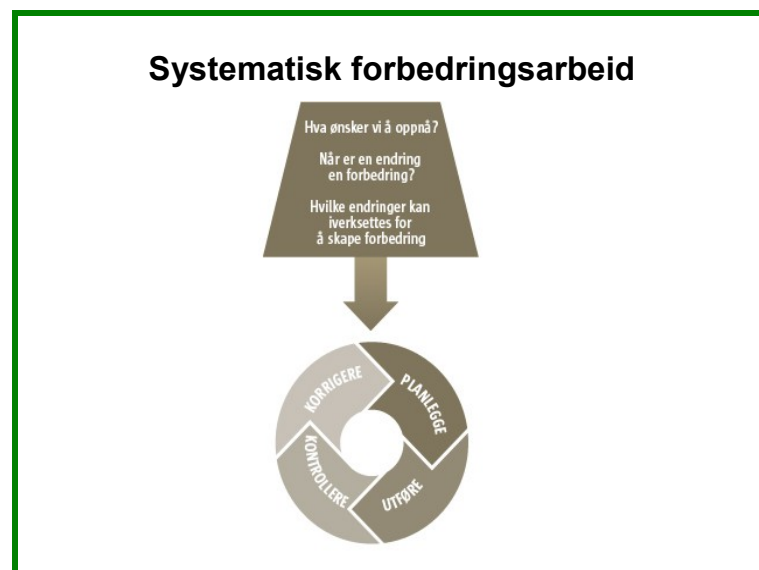 Systematisk forbedringsarbeid
Hva ønsker vi å oppnå?
Når er en endring
en forbedring?
Hvilke endringer kan
iverksettes for
å skape forbedring
PLANLEGGE
UTFØRE
KONTROLLERE
KORRIGERE